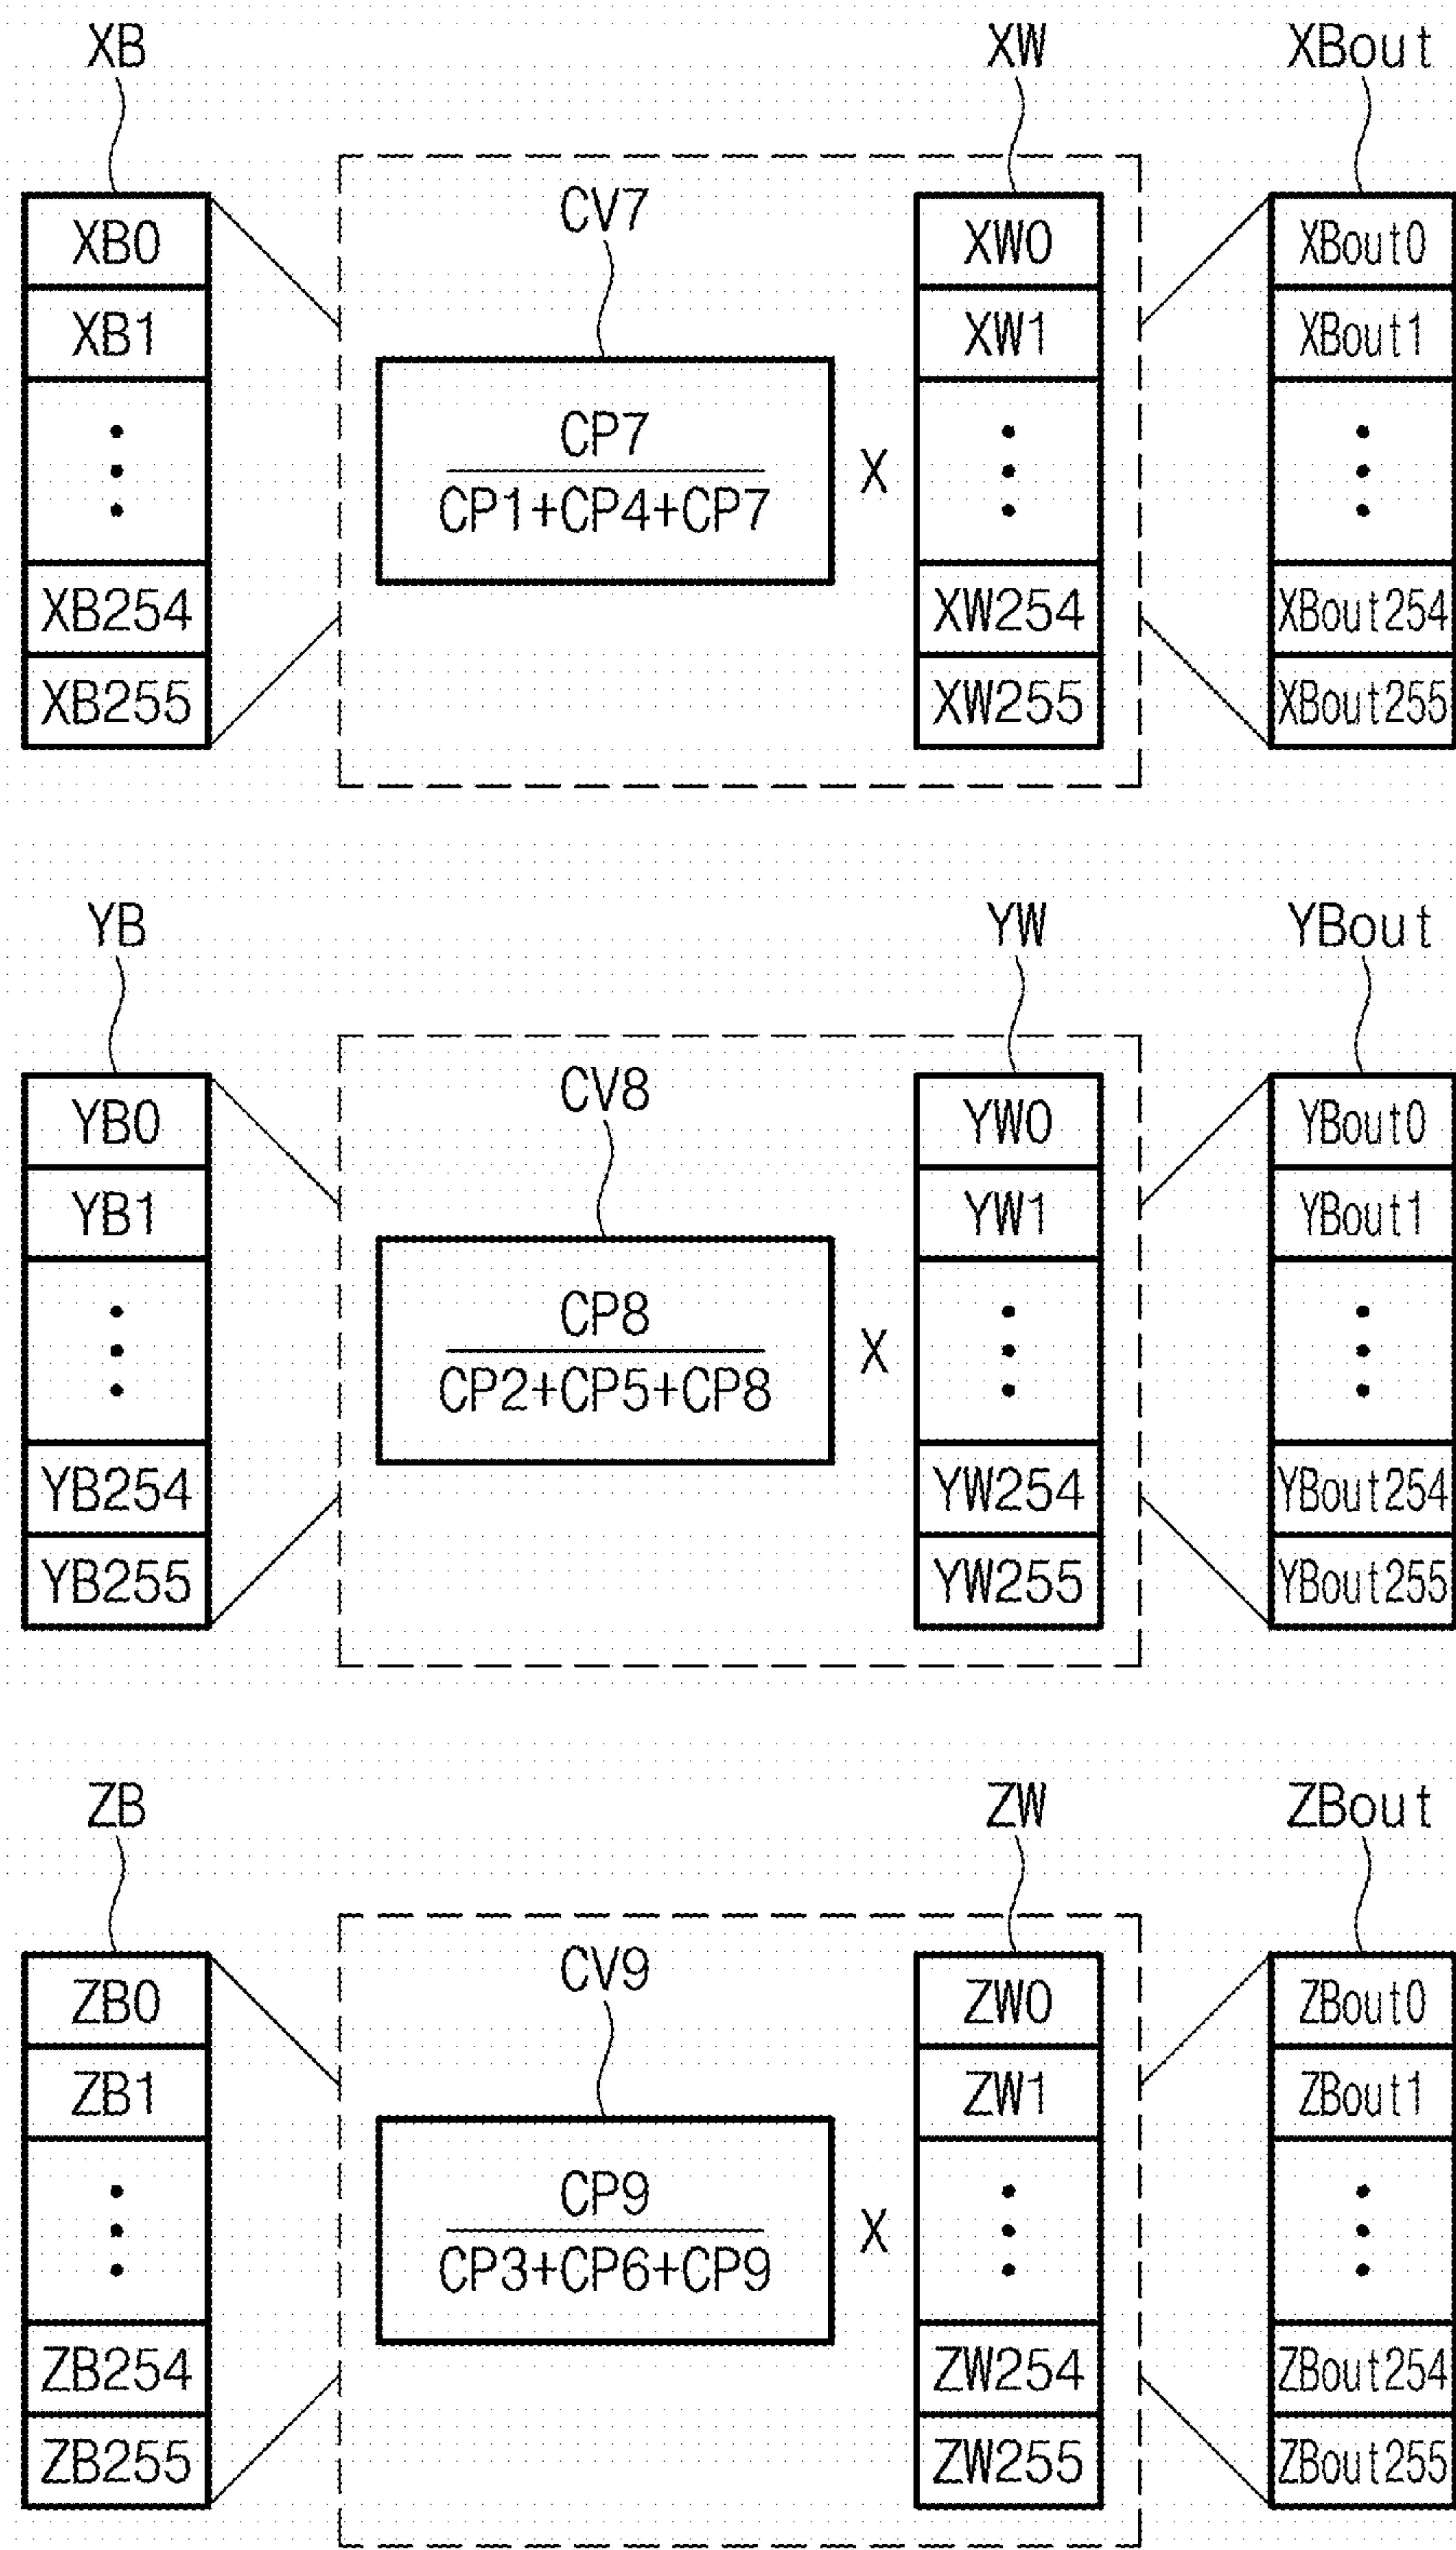 XB XW XBout
CV7
XB0 XW0 XBout0
XB1 XW1 XBout1
CP7
CP1+CP4+CP7
X
XB254 XW254 XBout254
XB255 XW255 XBout255
YB YW YBout
CV8
YB0 YW0 YBout0
YB1 YW1 YBout1
CP8
CP2+CP5+CP8
X
YB254 YW254 YBout254
YB255 YW255 YBout255
ZB ZW ZBout
CV9
ZB0 ZW0 ZBout0
ZB1 ZW1 ZBout1
CP9
CP3+CP6+CP9
X
ZB254 ZW254 ZBout254
ZB255 ZW255 ZBout255